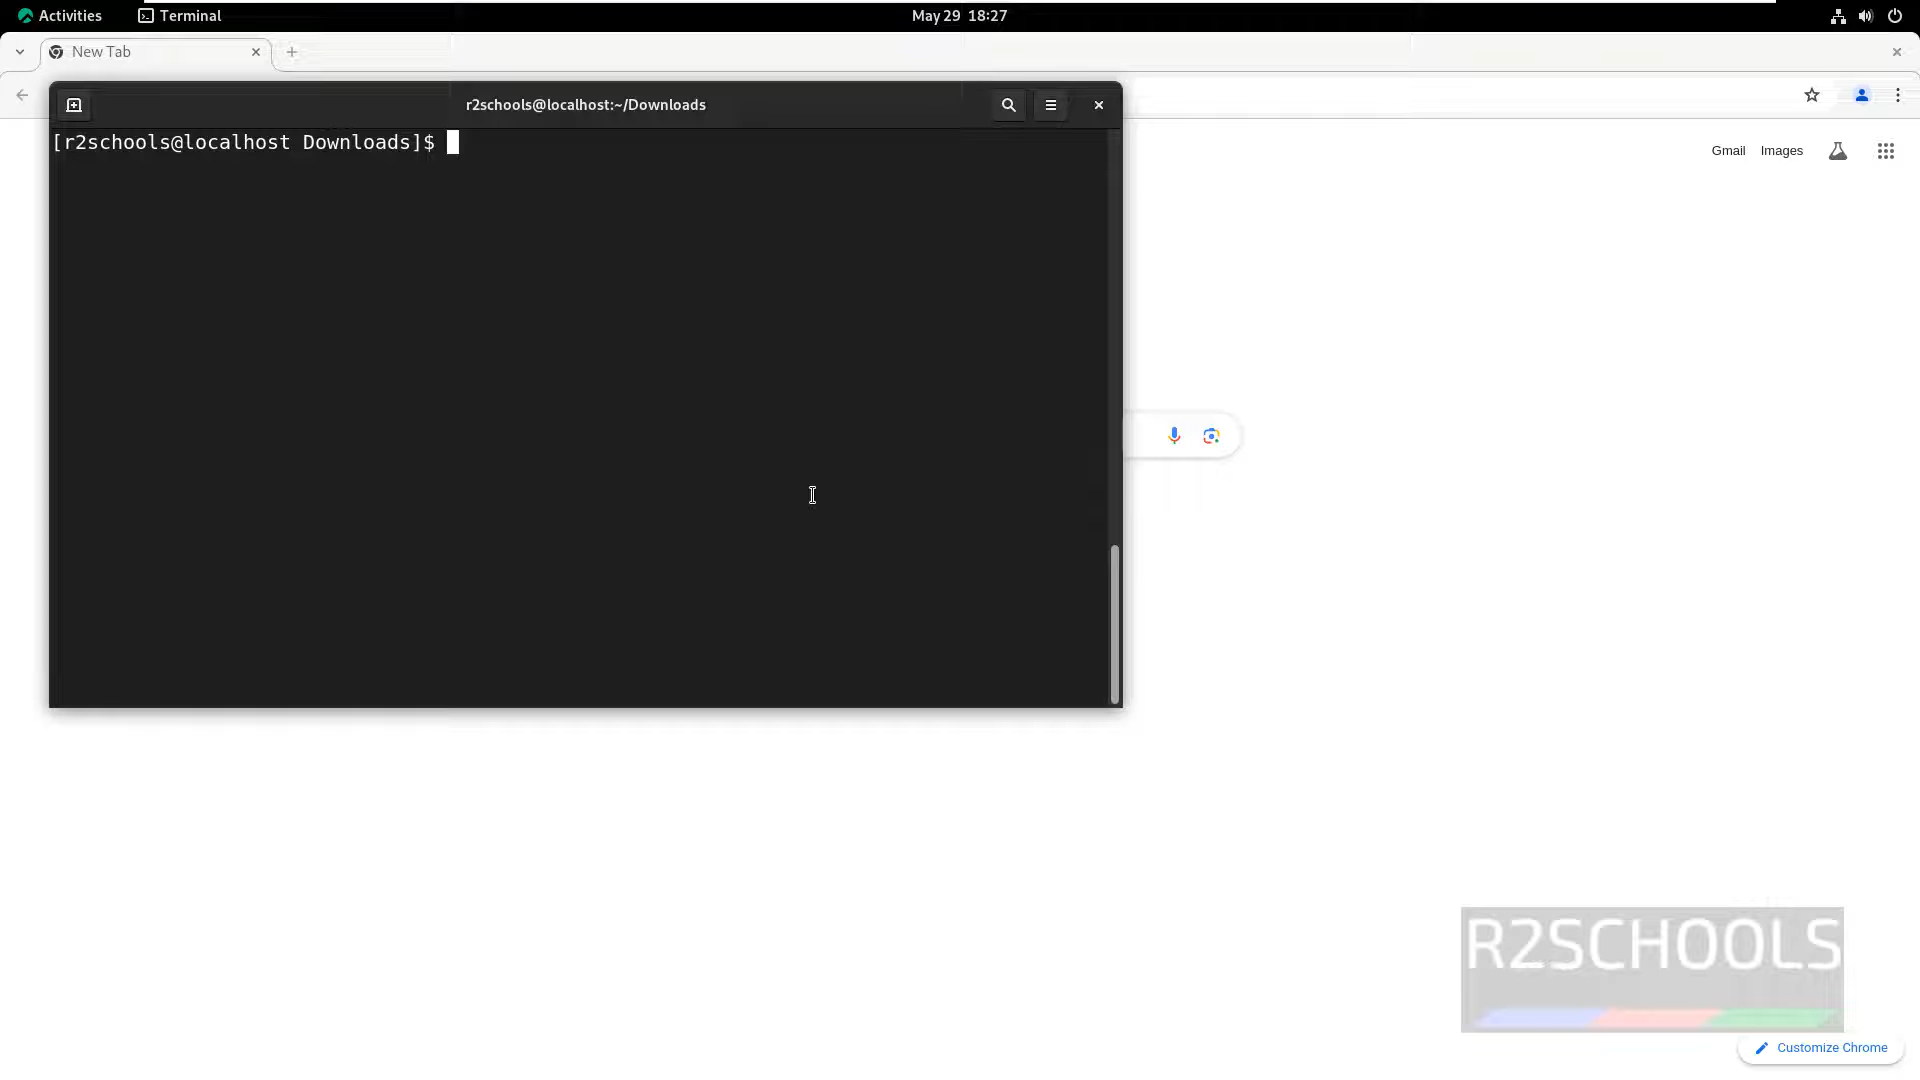 Activities
Terminal
May 29 18:27
New Tab
r2schools@localhost:~/Downloads
[r2schools@localhost Downloads]$
Gmail
Images
R2SCHOOLS
Customize Chrome